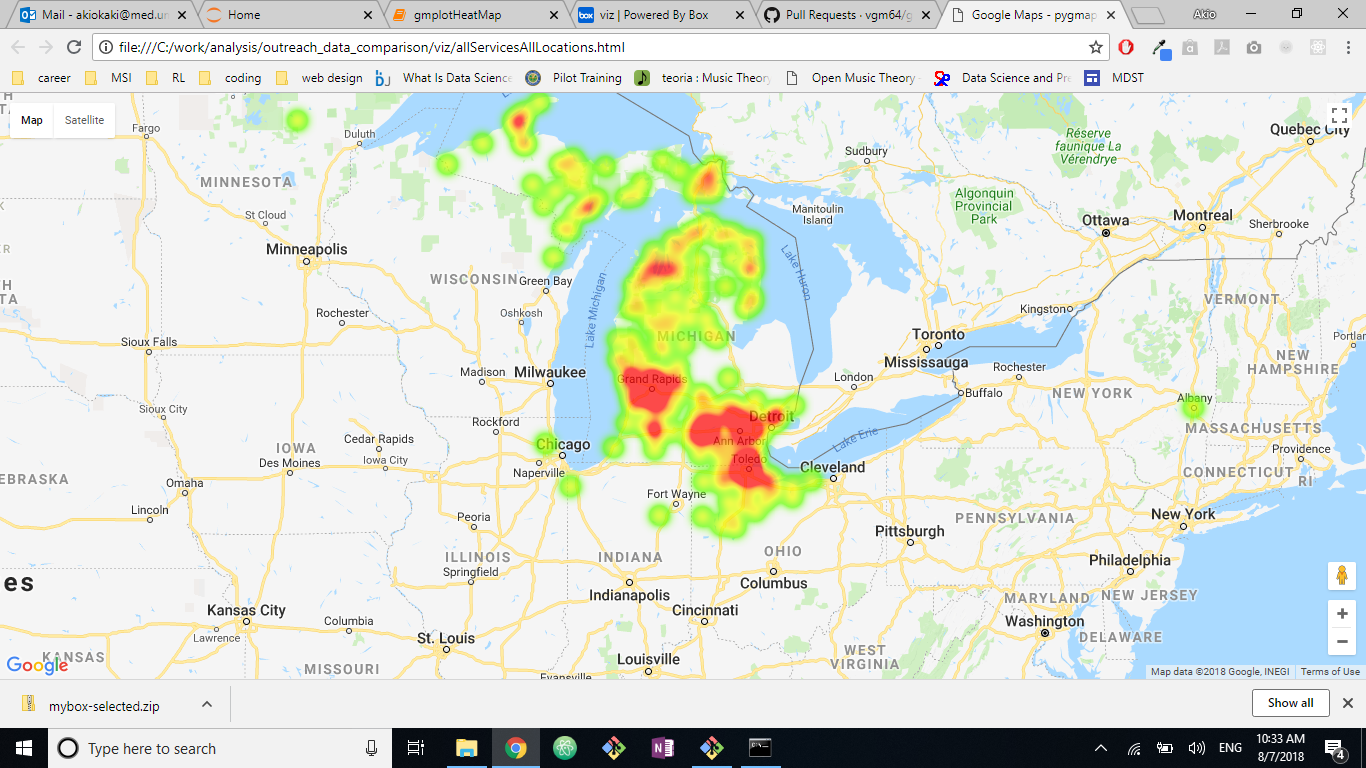 Mail - akiokaki@med.un
Home
gmplotHeatMap
viz | Powered By Box
Pull Requests · vgm64/g
Google Maps - pygmap
Akio
file:///C:/work/analysis/outreach_data_comparison/viz/allServicesAllLocations.html
career
MSI
RL
coding
web design
What Is Data Science
Pilot Training
teoria : Music Theory
Open Music Theory
Data Science and Pre
MDST
Map
Satellite
Fargo
Duluth
Sudbury
Réserve
faunique La
Vérendrye
Quebec City
MINNESOTA
St Cloud
Minneapolis
Manitoulin
Island
Algonquin
Provincial
Park
Ottawa
Montreal
Sherbrooke
WISCONSIN
Green Bay
Lake Michigan
Lake Huron
Oshkosh
Rochester
Kingston
VERMONT
Sioux Falls
MICHIGAN
Toronto
Mississauga
Portlan
NEW
HAMPSHIRE
Madison
Milwaukee
Grand Rapids
London
Rochester
Buffalo
NEW YORK
Albany
Sioux City
Rockford
Detroit
MASSACHUSETTS
IOWA
Cedar Rapids
Iowa City
Des Moines
Chicago
Naperville
Ann Arbor
Toledo
Lake Erie
Cleveland
Providence
CONNECTICUT
RI
EBRASKA
Omaha
Lincoln
Fort Wayne
Peoria
PENNSYLVANIA
New York
Pittsburgh
ILLINOIS
Springfield
INDIANA
OHIO
Columbus
Philadelphia
es
Indianapolis
MARYLAND
NEW JERSEY
Kansas City
Lawrence
Columbia
St. Louis
Cincinnati
Washington
DELAWARE
KANSAS
MISSOURI
Louisville
Evansville
WEST
VIRGINIA
Google
Map data ©2018 Google, INEGI
Terms of Use
mybox-selected.zip
Show all
Type here to search
ENG
10:33 AM
8/7/2018
4